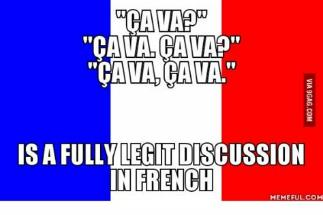 "ÇA VA?"
"ÇA VA. ÇA VA?"
"ÇA VA, ÇA VA."
IS A FULLY LEGIT DISCUSSION
IN FRENCH
VIA 9GAG.COM
MEMEFUL.COM